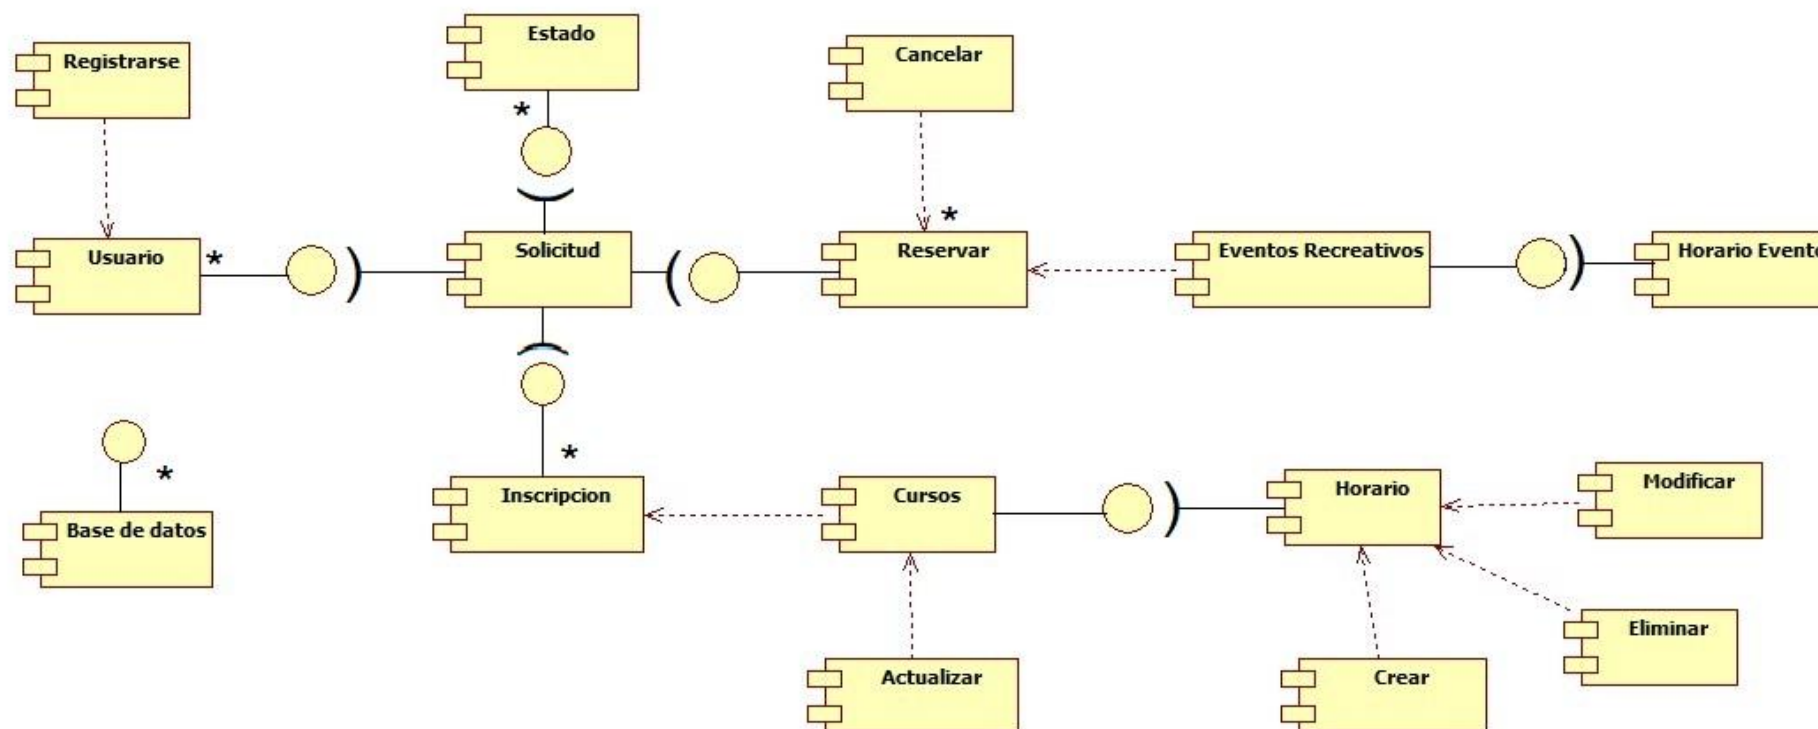 Registrarse
Estado
Cancelar
*
*
Usuario
*
Solicitud
Reservar
Eventos Recreativos
Horario Evento
*
*
Inscripcion
Cursos
Horario
Modificar
Base de datos
Actualizar
Crear
Eliminar